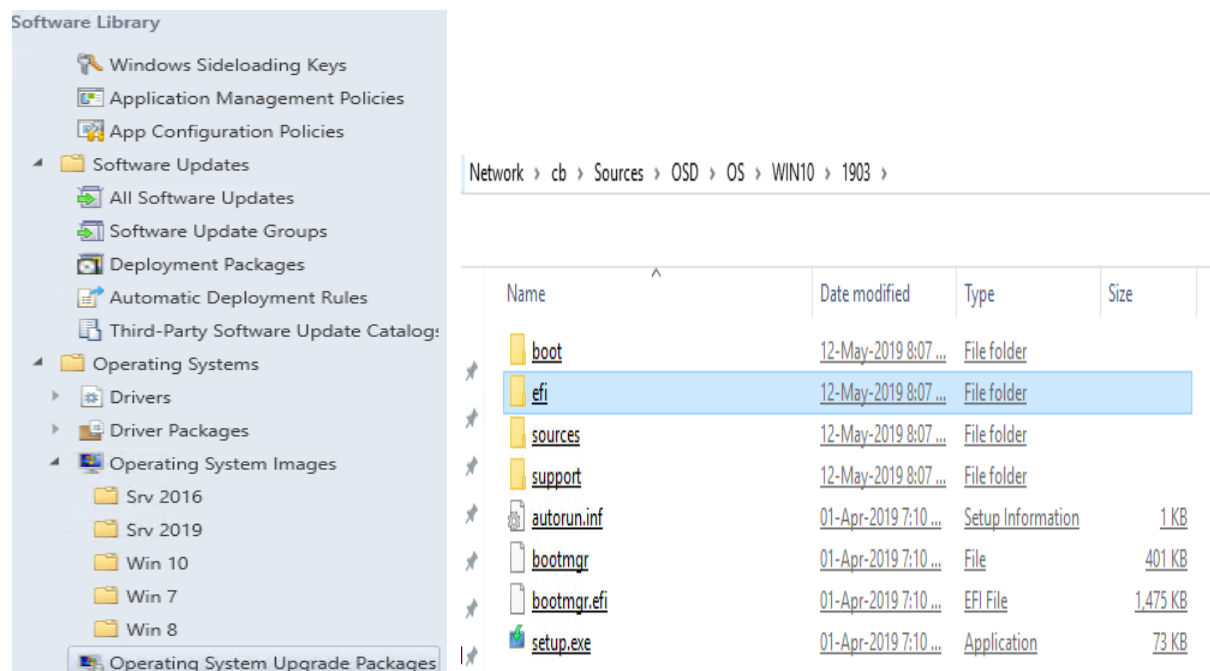 Software Library
Windows Sideloading Keys
Application Management Policies
App Configuration Policies
Software Updates
All Software Updates
Software Update Groups
Deployment Packages
Automatic Deployment Rules
Third-Party Software Update Catalogs
Operating Systems
Drivers
Driver Packages
Operating System Images
Srv 2016
Srv 2019
Win 10
Win 7
Win 8
Operating System Upgrade Packages
Network › cb › Sources › OSD › OS › WIN10 › 1903 ›
Name Date modified Type Size
boot 12-May-2019 8:07 ... File folder
efi 12-May-2019 8:07 ... File folder
sources 12-May-2019 8:07 ... File folder
support 12-May-2019 8:07 ... File folder
autorun.inf 01-Apr-2019 7:10 ... Setup Information 1 KB
bootmgr 01-Apr-2019 7:10 ... File 401 KB
bootmgr.efi 01-Apr-2019 7:10 ... EFI File 1,475 KB
setup.exe 01-Apr-2019 7:10 ... Application 73 KB